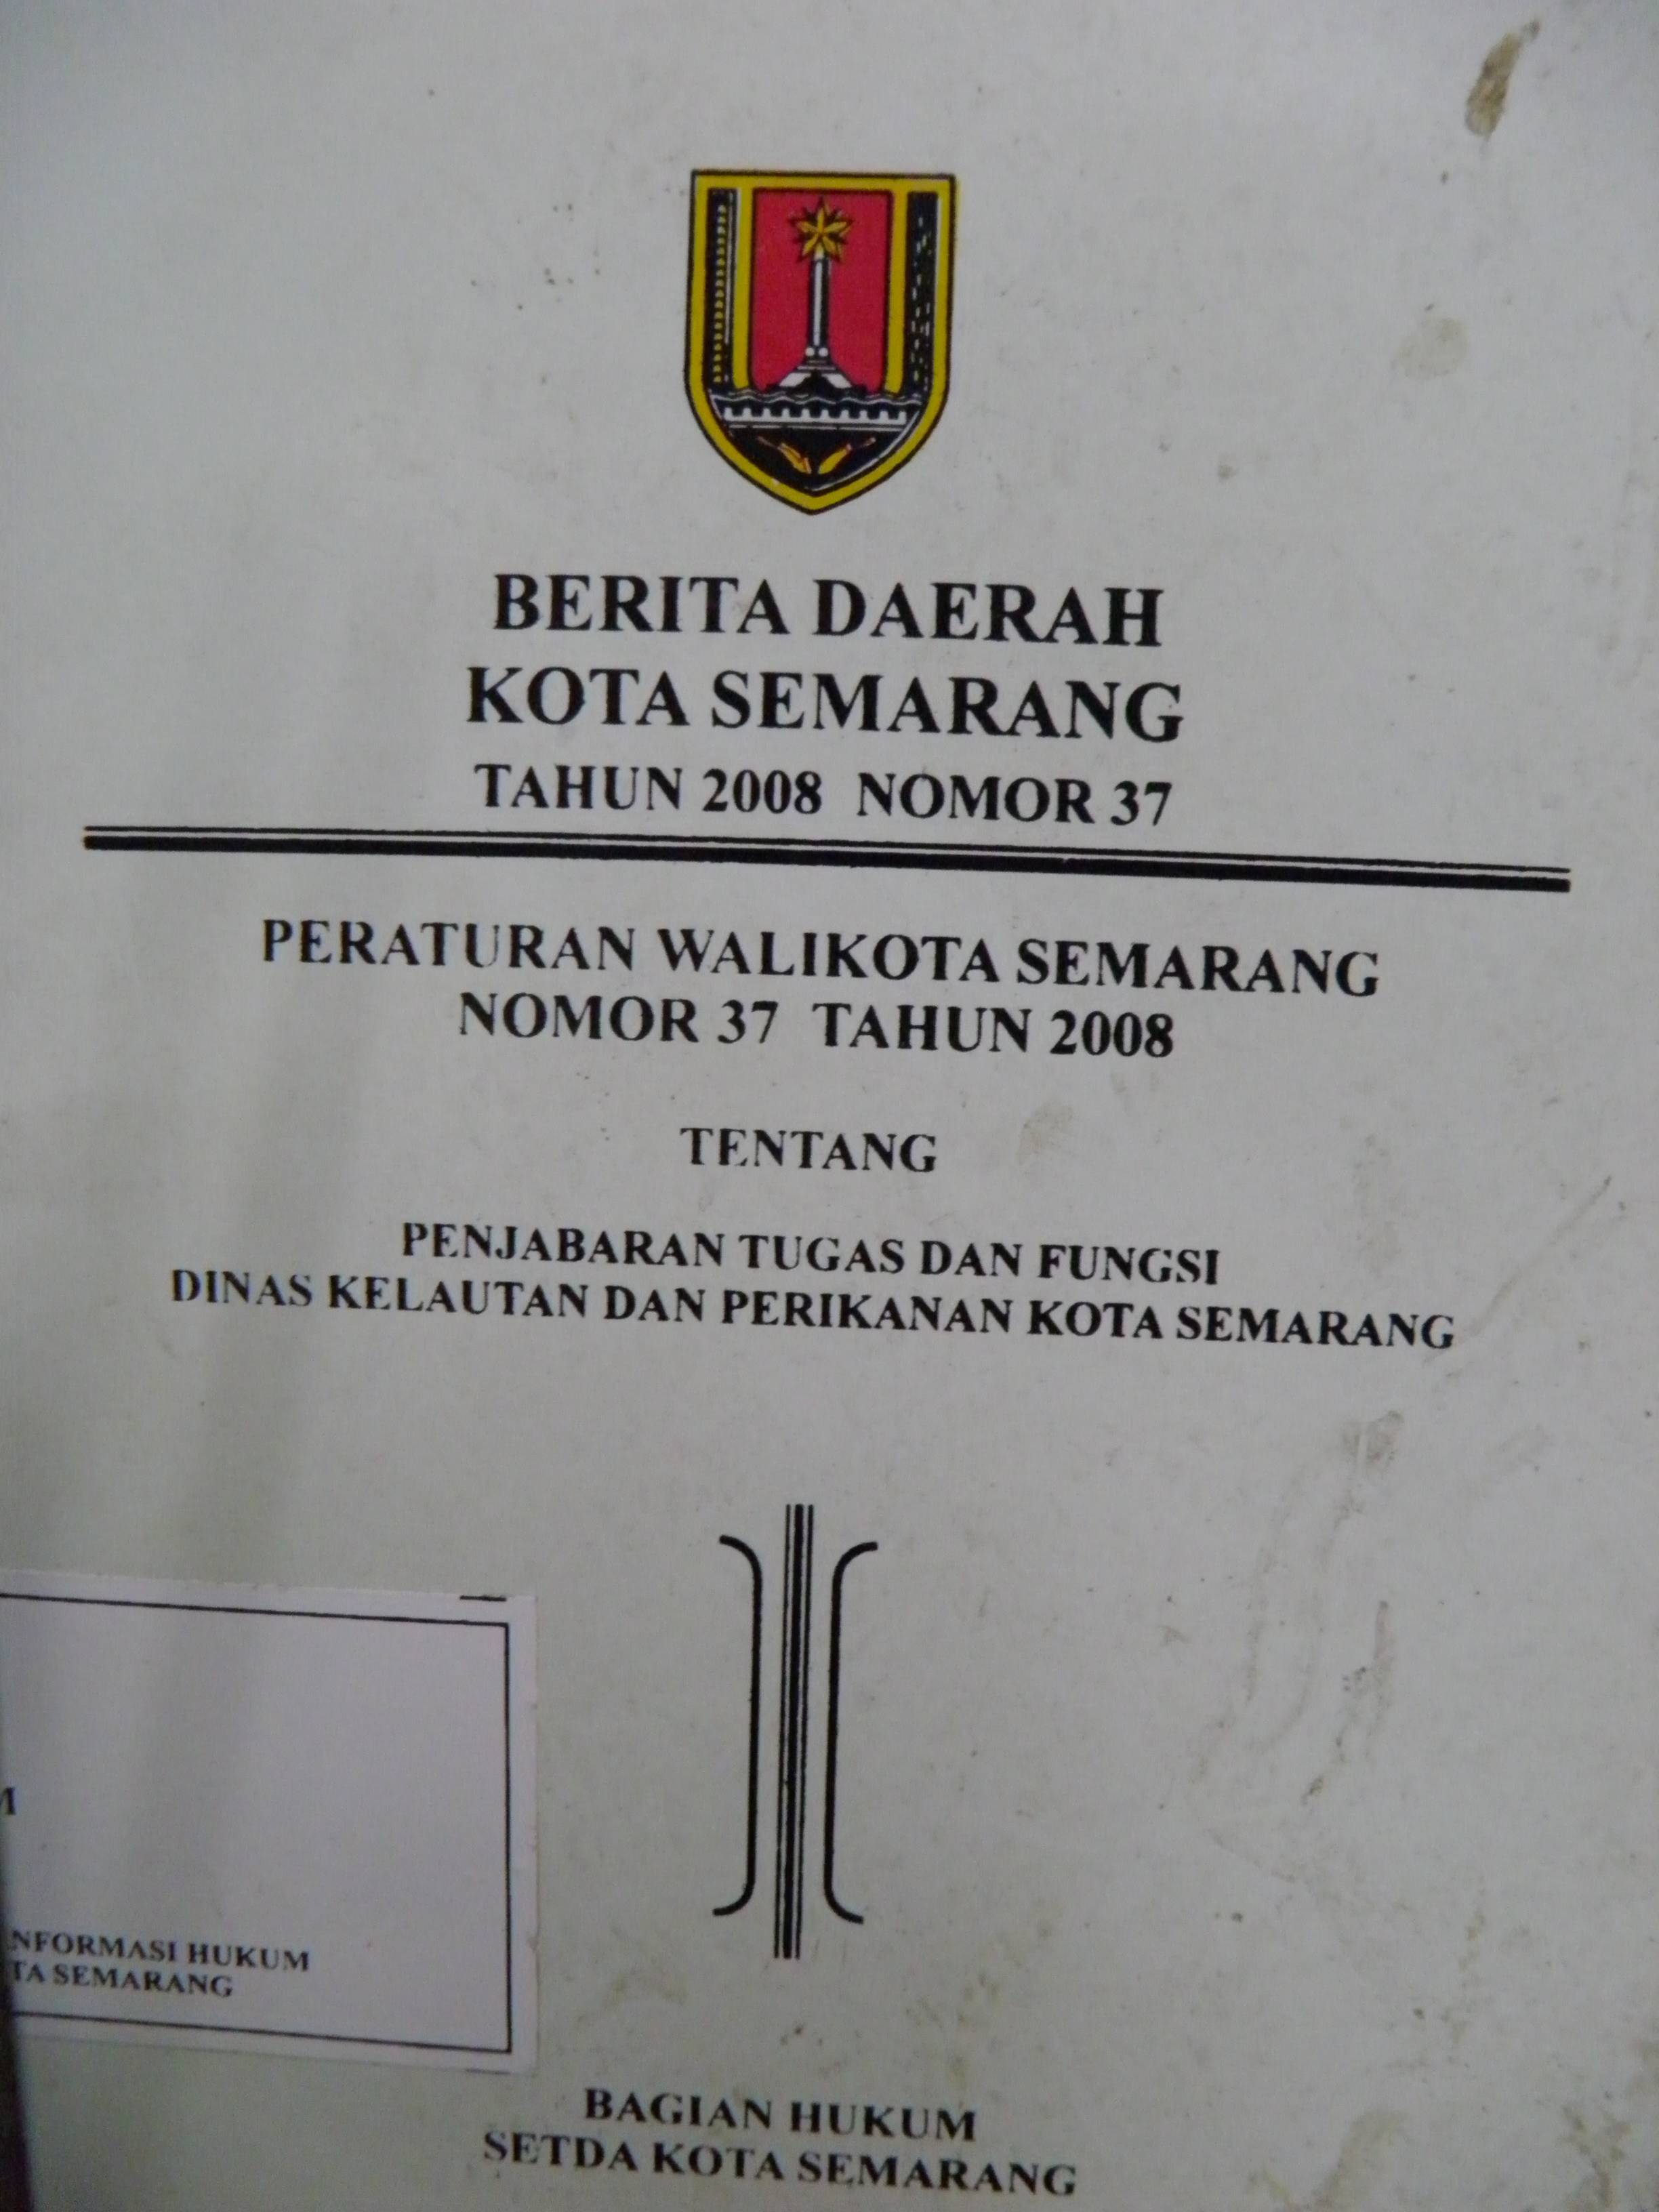 BERITA DAERAH
KOTA SEMARANG
TAHUN 2008 NOMOR 37
PERATURAN WALIKOTA SEMARANG
NOMOR 37 TAHUN 2008
TENTANG
PENJABARAN TUGAS DAN FUNGSI
DINAS KELAUTAN DAN PERIKANAN KOTA SEMARANG
NFORMASI HUKUM
TA SEMARANG
BAGIAN HUKUM
SETDA KOTA SEMARANG